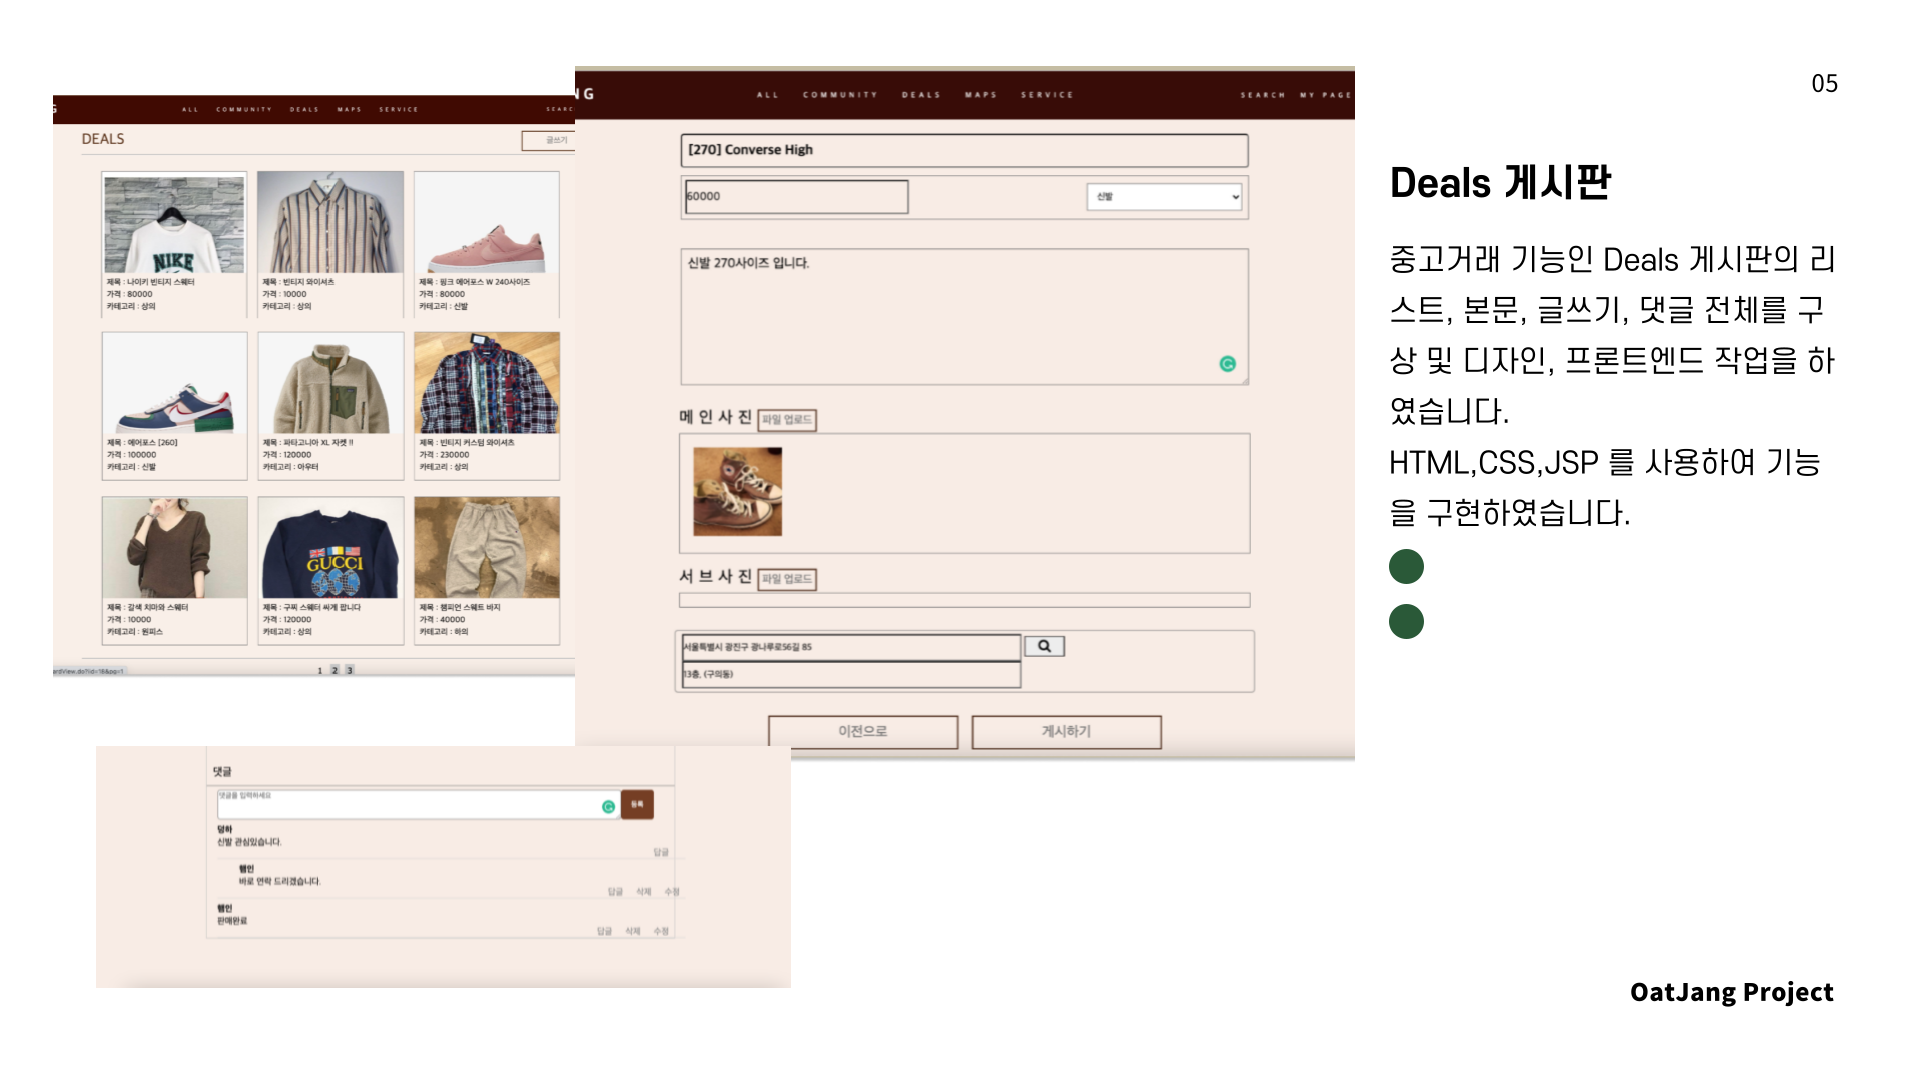 05
Deals 게시판
중고거래 기능인 Deals 게시판의 리
스트, 본문, 글쓰기, 댓글 전체를 구
상 및 디자인, 프론트엔드 작업을 하
였습니다.
HTML,CSS,JSP 를 사용하여 기능
을 구현하였습니다.
ALL COMMUNITY DEALS MAPS SERVICE
DEALS
글쓰기
NIKE
제목 : 나이키 빈티지 스웨터
가격 : 80000
카테고리 : 상의
제목 : 빈티지 와이셔츠
가격 : 10000
카테고리 : 상의
제목 : 핑크 에어포스 W 240사이즈
가격 : 80000
카테고리 : 신발
제목 : 에어포스 [260]
가격 : 100000
카테고리 : 신발
제목 : 파타고니아 XL 자켓 !!
가격 : 120000
카테고리 : 아우터
제목 : 빈티지 커스텀 와이셔츠
가격 : 230000
카테고리 : 상의
제목 : 갈색 치마와 스웨터
가격 : 10000
카테고리 : 원피스
GUCCI
제목 : 구찌 스웨터 싸게 팝니다
가격 : 120000
카테고리 : 상의
제목 : 챔피언 스웨트 바지
가격 : 40000
카테고리 : 하의
1 2 3
NG ALL COMMUNITY DEALS MAPS SERVICE SEARCH MY PAGE
[270] Converse High
60000
신발
신발 270사이즈 입니다.
메인사진 파일 업로드
서브사진 파일 업로드
서울특별시 광진구 광나루로56길 85
13층, (구의동)
이전으로 게시하기
댓글
댓글을 입력하세요
등록
덤하
신발 관심있습니다.
답글
햄인
바로 연락 드리겠습니다.
답글 삭제 수정
햄인
판매완료
답글 삭제 수정
OatJang Project